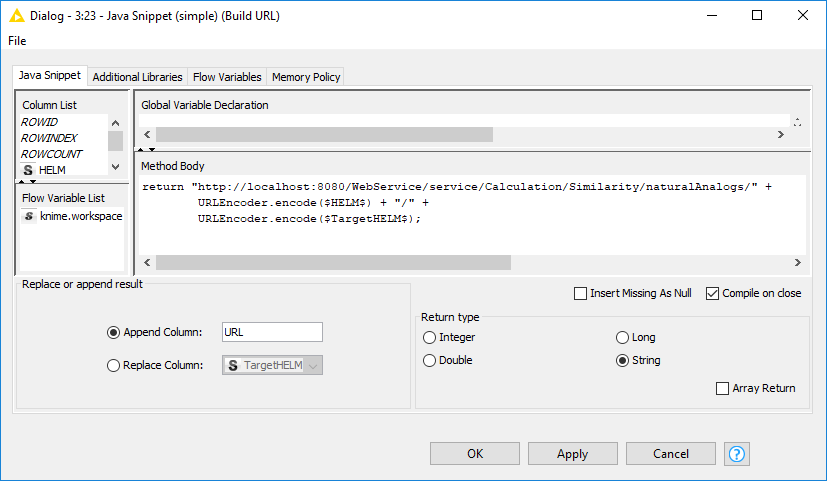 Dialog - 3:23 - Java Snippet (simple) (Build URL)
File
Java Snippet
Additional Libraries
Flow Variables
Memory Policy
Column List
ROWID
ROWINDEX
ROWCOUNT
S HELM
Flow Variable List
S knime.workspace
Global Variable Declaration
Method Body
return "http://localhost:8080/WebService/service/Calculation/Similarity/naturalAnalogs/" +
URLEncoder.encode($HELM$) + "/" +
URLEncoder.encode($TargetHELM$);
Replace or append result
Append Column:
URL
Replace Column:
S TargetHELM
Insert Missing As Null
Compile on close
Return type
Integer
Long
Double
String
Array Return
OK
Apply
Cancel
?